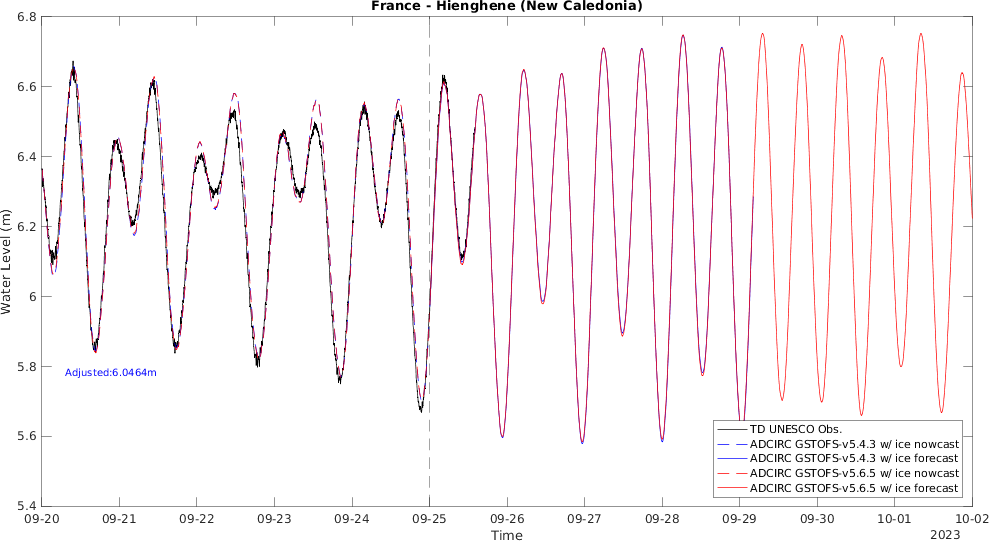 France - Hienghene (New Caledonia)
6.8
6.6
6.4
6.2
6
5.8
5.6
5.4
Water Level (m)
Adjusted:6.0464m
TD UNESCO Obs.
ADCIRC GSTOFS-v5.4.3 w/ ice nowcast
ADCIRC GSTOFS-v5.4.3 w/ ice forecast
ADCIRC GSTOFS-v5.6.5 w/ ice nowcast
ADCIRC GSTOFS-v5.6.5 w/ ice forecast
09-20 09-21 09-22 09-23 09-24 09-25 09-26 09-27 09-28 09-29 09-30 10-01 10-02
Time
2023